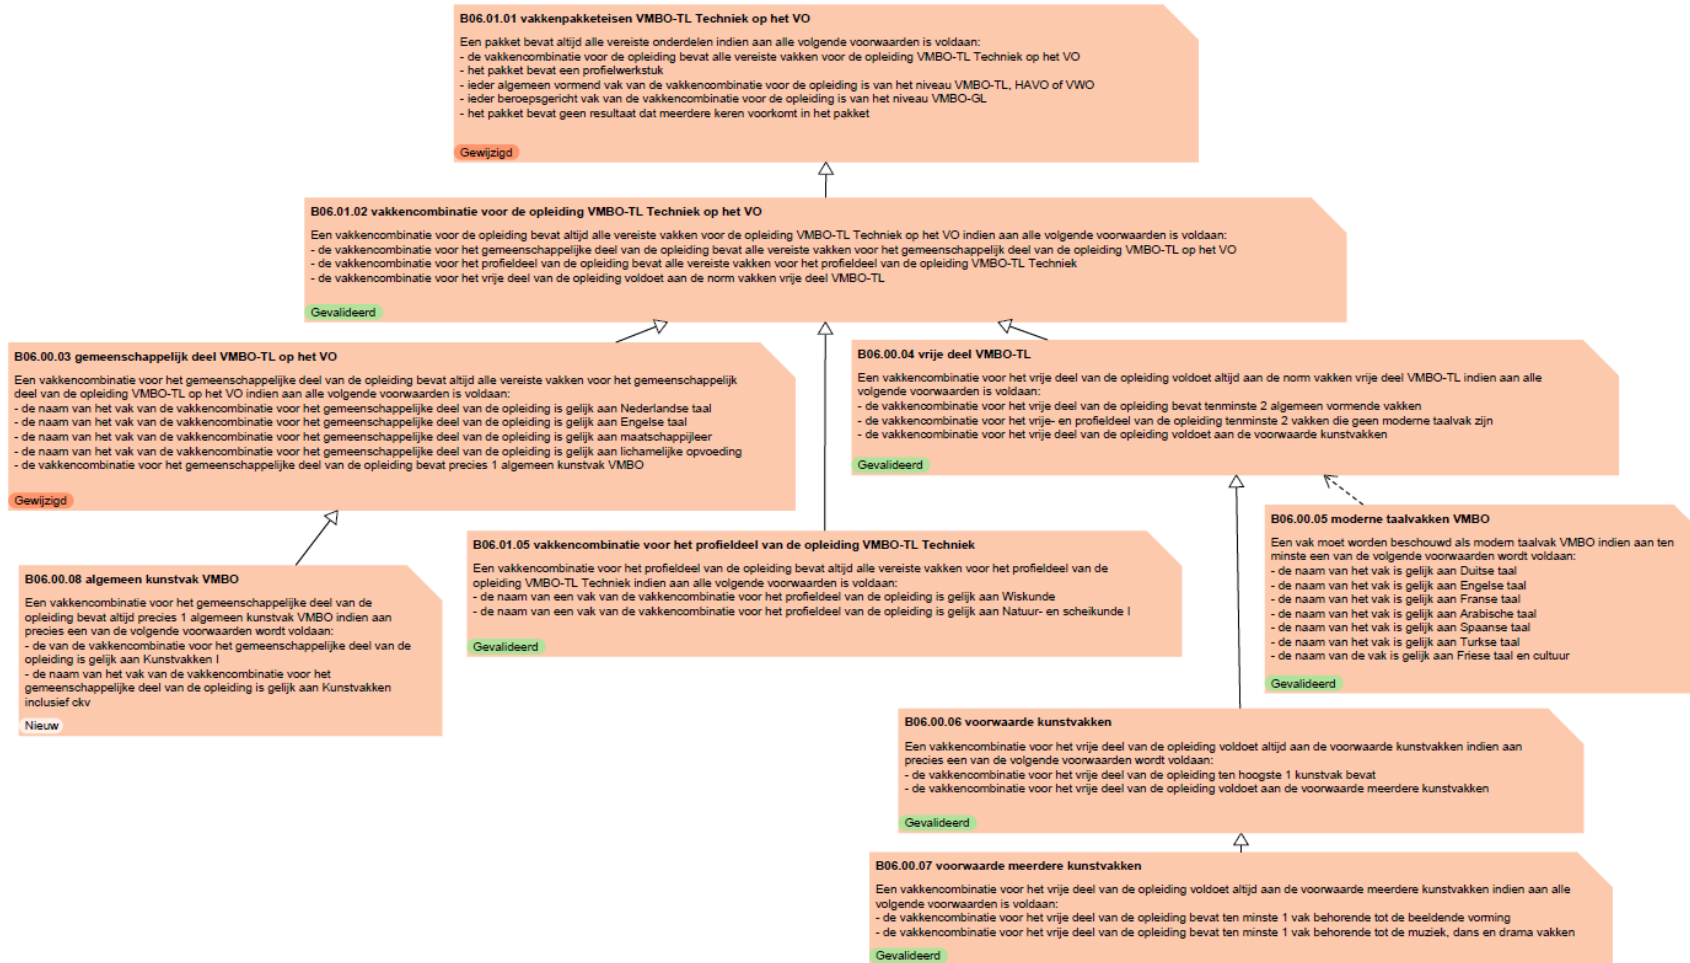 B06.01.01 vakkenpakketeisen VMBO-TL Techniek op het VO
Een pakket bevat altijd alle vereiste onderdelen indien aan alle volgende voorwaarden is voldaan:
- de vakkencombinatie voor de opleiding bevat alle vereiste vakken voor de opleiding VMBO-TL Techniek op het VO
- het pakket bevat een profielwerkstuk
- ieder algemeen vormend vak van de vakkencombinatie voor de opleiding is van het niveau VMBO-TL, HAVO of VWO
- ieder beroepsgericht vak van de vakkencombinatie voor de opleiding is van het niveau VMBO-GL
- het pakket bevat geen resultaat dat meerdere keren voorkomt in het pakket
Gewijzigd
B06.01.02 vakkencombinatie voor de opleiding VMBO-TL Techniek op het VO
Een vakkencombinatie voor de opleiding bevat altijd alle vereiste vakken voor de opleiding VMBO-TL Techniek op het VO indien aan alle volgende voorwaarden is voldaan:
- de vakkencombinatie voor het gemeenschappelijke deel van de opleiding bevat alle vereiste vakken voor het gemeenschappelijk deel van de opleiding VMBO-TL op het VO
- de vakkencombinatie voor het profieldeel van de opleiding bevat alle vereiste vakken voor het profieldeel van de opleiding VMBO-TL Techniek
- de vakkencombinatie voor het vrije deel van de opleiding voldoet aan de norm vakken vrije deel VMBO-TL
Gevalideerd
B06.00.03 gemeenschappelijk deel VMBO-TL op het VO
Een vakkencombinatie voor het gemeenschappelijke deel van de opleiding bevat altijd alle vereiste vakken voor het gemeenschappelijk
deel van de opleiding VMBO-TL op het VO indien aan alle volgende voorwaarden is voldaan:
- de naam van het vak van de vakkencombinatie voor het gemeenschappelijke deel van de opleiding is gelijk aan Nederlandse taal
- de naam van het vak van de vakkencombinatie voor het gemeenschappelijke deel van de opleiding is gelijk aan Engelse taal
- de naam van het vak van de vakkencombinatie voor het gemeenschappelijke deel van de opleiding is gelijk aan maatschappijleer
- de naam van het vak van de vakkencombinatie voor het gemeenschappelijke deel van de opleiding is gelijk aan lichamelijke opvoeding
- de vakkencombinatie voor het gemeenschappelijke deel van de opleiding bevat precies 1 algemeen kunstvak VMBO
Gewijzigd
B06.00.04 vrije deel VMBO-TL
Een vakkencombinatie voor het vrije deel van de opleiding voldoet altijd aan de norm vakken vrije deel VMBO-TL indien aan alle
volgende voorwaarden is voldaan:
- de vakkencombinatie voor het vrije deel van de opleiding bevat tenminste 2 algemeen vormende vakken
- de vakkencombinatie voor het vrije- en profieldeel van de opleiding tenminste 2 vakken die geen moderne taalvak zijn
- de vakkencombinatie voor het vrije deel van de opleiding voldoet aan de voorwaarde kunstvakken
Gevalideerd
B06.00.05 moderne taalvakken VMBO
Een vak moet worden beschouwd als modern taalvak VMBO indien aan ten
minste een van de volgende voorwaarden wordt voldaan:
- de naam van het vak is gelijk aan Duitse taal
- de naam van het vak is gelijk aan Engelse taal
- de naam van het vak is gelijk aan Franse taal
- de naam van het vak is gelijk aan Arabische taal
- de naam van het vak is gelijk aan Spaanse taal
- de naam van het vak is gelijk aan Turkse taal
- de naam van de vak is gelijk aan Friese taal en cultuur
Gevalideerd
B06.01.05 vakkencombinatie voor het profieldeel van de opleiding VMBO-TL Techniek
Een vakkencombinatie voor het profieldeel van de opleiding bevat altijd alle vereiste vakken voor het profieldeel van de
opleiding VMBO-TL Techniek indien aan alle volgende voorwaarden is voldaan:
- de naam van een vak van de vakkencombinatie voor het profieldeel van de opleiding is gelijk aan Wiskunde
- de naam van een vak van de vakkencombinatie voor het profieldeel van de opleiding is gelijk aan Natuur- en scheikunde I
Gevalideerd
B06.00.08 algemeen kunstvak VMBO
Een vakkencombinatie voor het gemeenschappelijke deel van de
opleiding bevat altijd precies 1 algemeen kunstvak VMBO indien aan
precies een van de volgende voorwaarden wordt voldaan:
- de van de vakkencombinatie voor het gemeenschappelijke deel van de
opleiding is gelijk aan Kunstvakken I
- de naam van het vak van de vakkencombinatie voor het
gemeenschappelijke deel van de opleiding is gelijk aan Kunstvakken
inclusief ckv
Nieuw
B06.00.06 voorwaarde kunstvakken
Een vakkencombinatie voor het vrije deel van de opleiding voldoet altijd aan de voorwaarde kunstvakken indien aan
precies een van de volgende voorwaarden wordt voldaan:
- de vakkencombinatie voor het vrije deel van de opleiding ten hoogste 1 kunstvak bevat
- de vakkencombinatie voor het vrije deel van de opleiding voldoet aan de voorwaarde meerdere kunstvakken
Gevalideerd
B06.00.07 voorwaarde meerdere kunstvakken
Een vakkencombinatie voor het vrije deel van de opleiding voldoet altijd aan de voorwaarde meerdere kunstvakken indien aan alle
volgende voorwaarden is voldaan:
- de vakkencombinatie voor het vrije deel van de opleiding bevat ten minste 1 vak behorende tot de beeldende vorming
- de vakkencombinatie voor het vrije deel van de opleiding bevat ten minste 1 vak behorende tot de muziek, dans en drama vakken
Gevalideerd